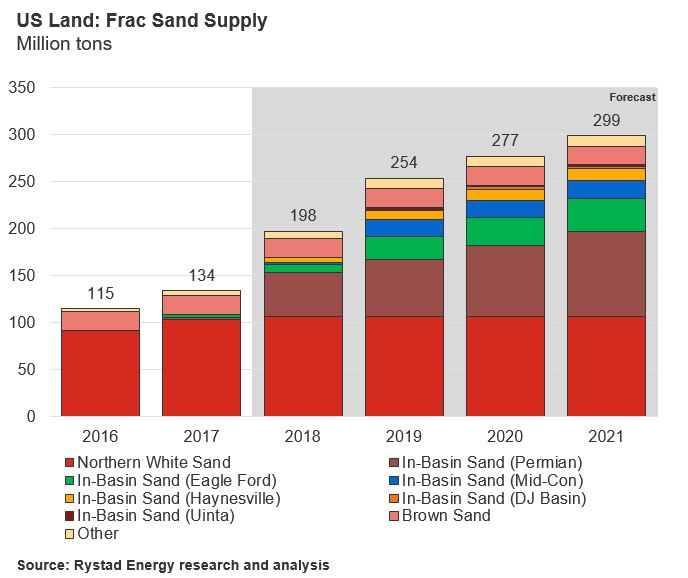 US Land: Frac Sand Supply
Million tons
Forecast
350
300
250
200
150
100
50
0
115
134
198
254
277
299
2016 2017 2018 2019 2020 2021
Northern White Sand In-Basin Sand (Permian)
In-Basin Sand (Eagle Ford) In-Basin Sand (Mid-Con)
In-Basin Sand (Haynesville) In-Basin Sand (DJ Basin)
In-Basin Sand (Uinta) Brown Sand
Other
Source: Rystad Energy research and analysis